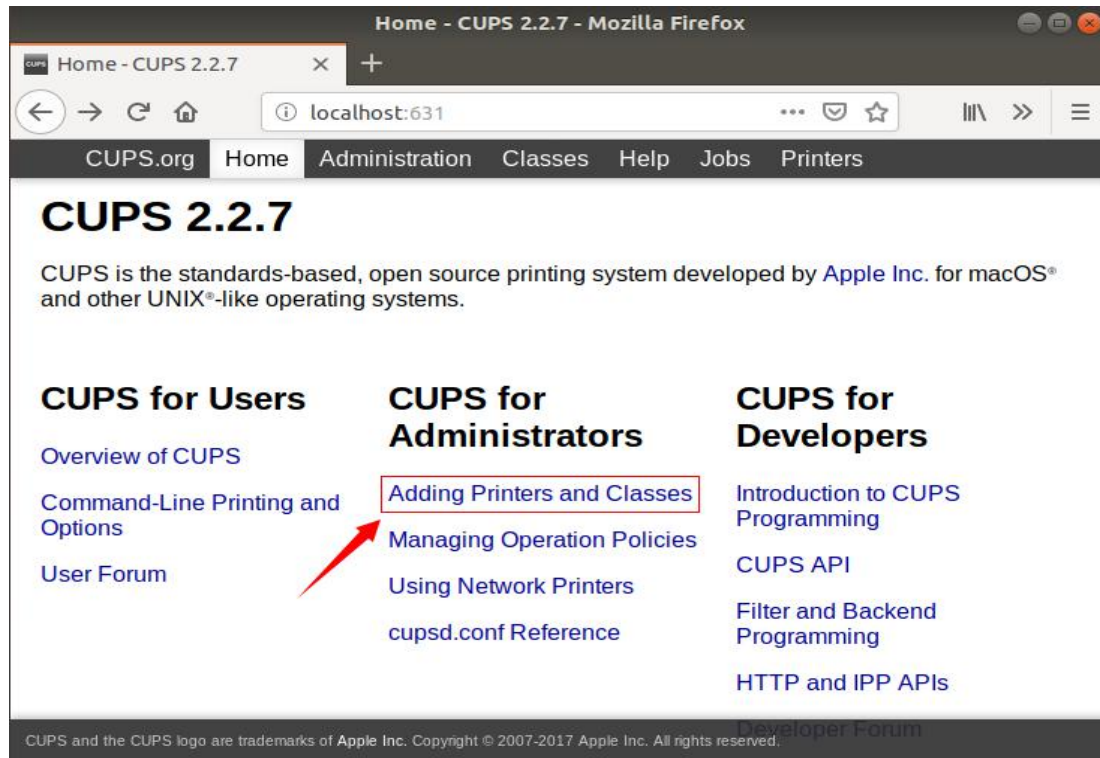 Home - CUPS 2.2.7 - Mozilla Firefox
CUPS Home - CUPS 2.2.7
localhost:631
CUPS.org Home Administration Classes Help Jobs Printers
CUPS 2.2.7
CUPS is the standards-based, open source printing system developed by Apple Inc. for macOS®
and other UNIX®-like operating systems.
CUPS for Users
Overview of CUPS
Command-Line Printing and
Options
User Forum
CUPS for
Administrators
Adding Printers and Classes
Managing Operation Policies
Using Network Printers
cupsd.conf Reference
CUPS for
Developers
Introduction to CUPS
Programming
CUPS API
Filter and Backend
Programming
HTTP and IPP APIs
Developer Forum
CUPS and the CUPS logo are trademarks of Apple Inc. Copyright © 2007-2017 Apple Inc. All rights reserved.